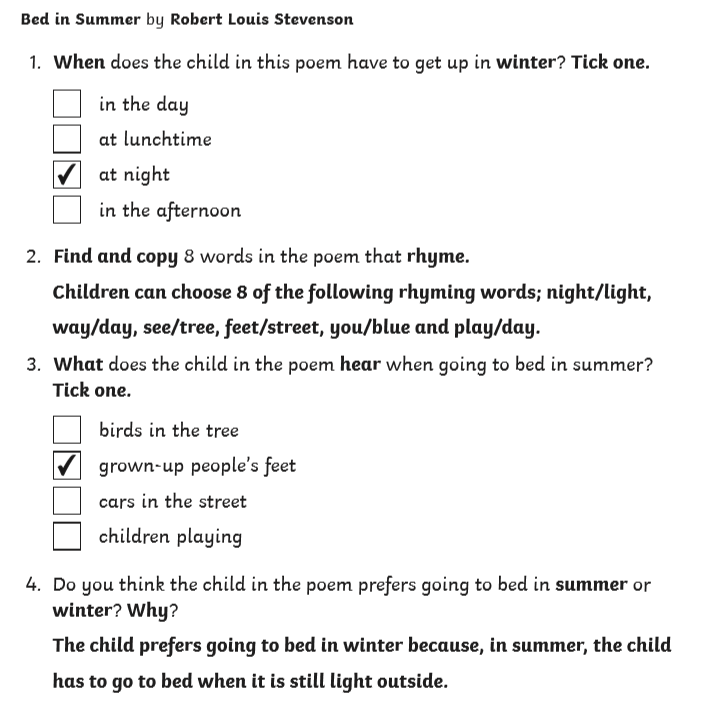 Bed in Summer by Robert Louis Stevenson
1. When does the child in this poem have to get up in winter? Tick one.
in the day
at lunchtime
✓ at night
in the afternoon
2. Find and copy 8 words in the poem that rhyme.
Children can choose 8 of the following rhyming words; night/light,
way/day, see/tree, feet/street, you/blue and play/day.
3. What does the child in the poem hear when going to bed in summer?
Tick one.
birds in the tree
✓ grown-up people's feet
cars in the street
children playing
4. Do you think the child in the poem prefers going to bed in summer or
winter? Why?
The child prefers going to bed in winter because, in summer, the child
has to go to bed when it is still light outside.